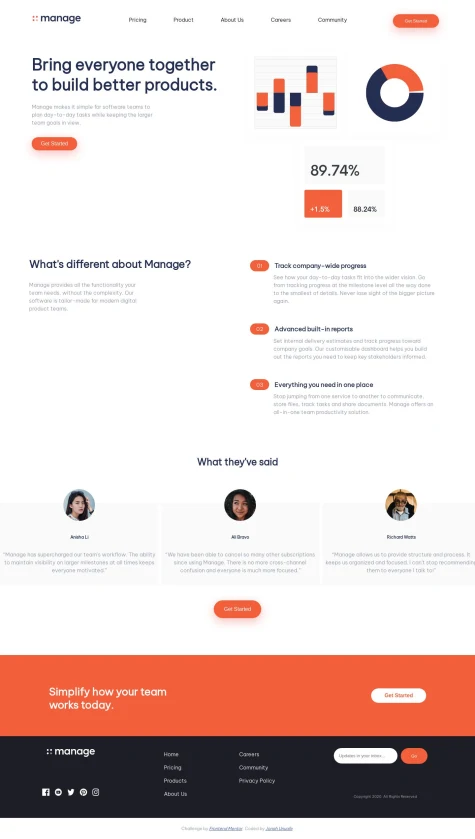 manage
Pricing Product About Us Careers Community
Get Started
Bring everyone together
to build better products.
Manage makes it simple for software teams to
plan day-to-day tasks while keeping the larger
team goals in view.
Get Started
89.74%
+1.5%
88.24%
What's different about Manage?
Manage provides all the functionality your
team needs, without the complexity. Our
software is tailor-made for modern digital
product teams.
01 Track company-wide progress
See how your day-to-day tasks fit into the wider vision. Go
from tracking progress at the milestone level all the way done
to the smallest of details. Never lose sight of the bigger picture
again.
02 Advanced built-in reports
Set internal delivery estimates and track progress toward
company goals. Our customisable dashboard helps you build
out the reports you need to keep key stakeholders informed.
03 Everything you need in one place
Stop jumping from one service to another to communicate,
store files, track tasks and share documents. Manage offers an
all-in-one team productivity solution.
What they've said
Anisha Li
"Manage has supercharged our team's workflow. The ability
to maintain visibility on larger milestones at all times keeps
everyone motivated."
Ali Bravo
"We have been able to cancel so many other subscriptions
since using Manage. There is no more cross-channel
confusion and everyone is much more focused."
Richard Watts
"Manage allows us to provide structure and process. It
keeps us organized and focused. I can't stop recommending
them to everyone I talk to!"
Get Started
Simplify how your team
works today.
Get Started
manage
Home
Pricing
Products
About Us
Careers
Community
Privacy Policy
Updates in your inbox...
Go
Copyright 2020. All Rights Reserved
Challenge by Frontend Mentor. Coded by